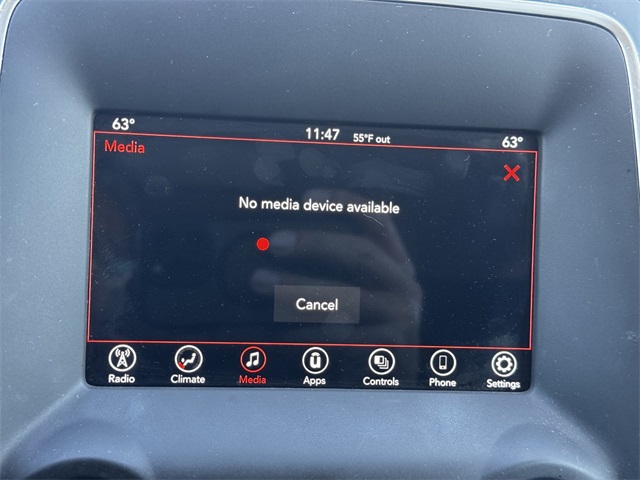 63° 11:47 55°F out 63°
Media
No media device available
Cancel
Radio Climate Media Apps Controls Phone Settings